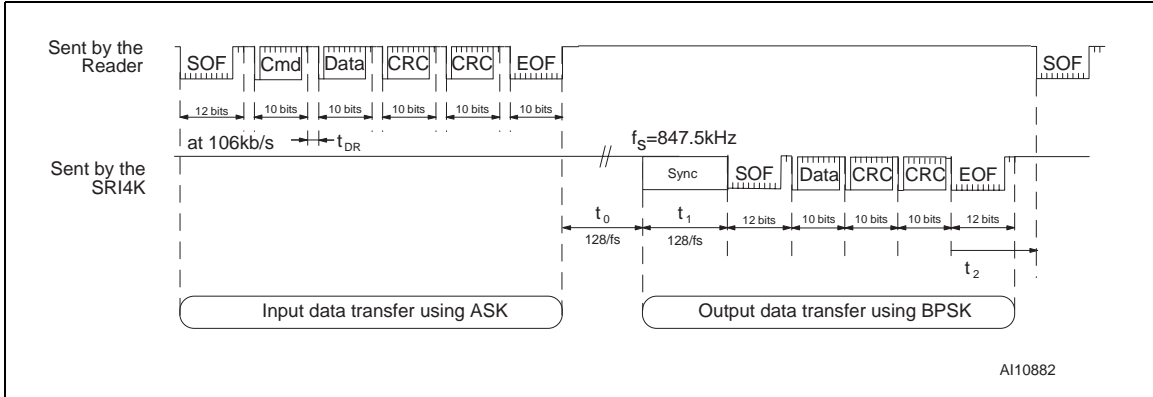 Sent by the
Reader
SOF Cmd Data CRC CRC EOF SOF
12 bits 10 bits 10 bits 10 bits 10 bits 10 bits
at 106kb/s tDR fs=847.5kHz
Sent by the
SRI4K
Sync SOF Data CRC CRC EOF
t0 t1 12 bits 10 bits 10 bits 10 bits 12 bits
128/fs 128/fs
t2
Input data transfer using ASK Output data transfer using BPSK
AI10882